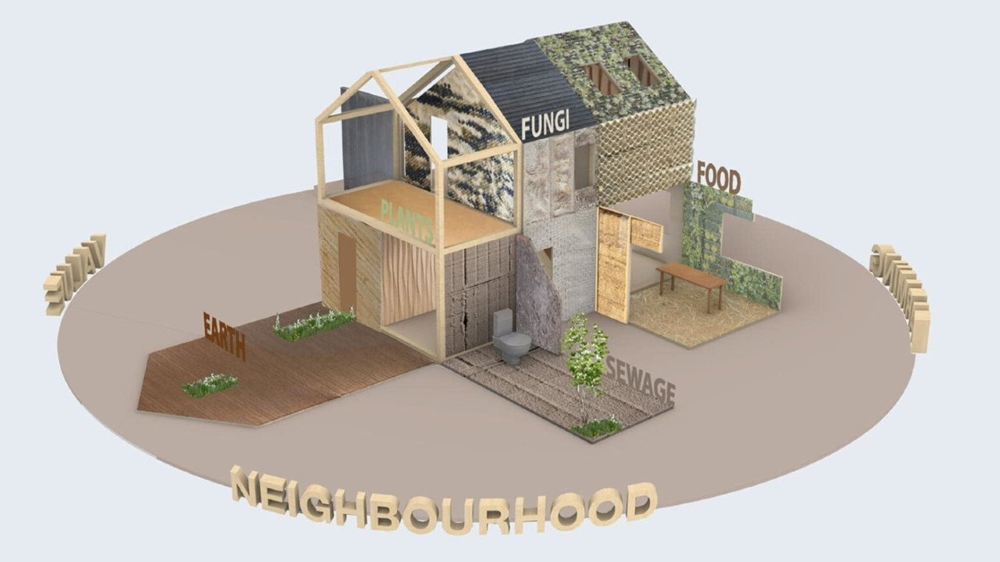 FUNGI
FOOD
PLANTS
EARTH
SEWAGE
NEIGHBOURHOOD